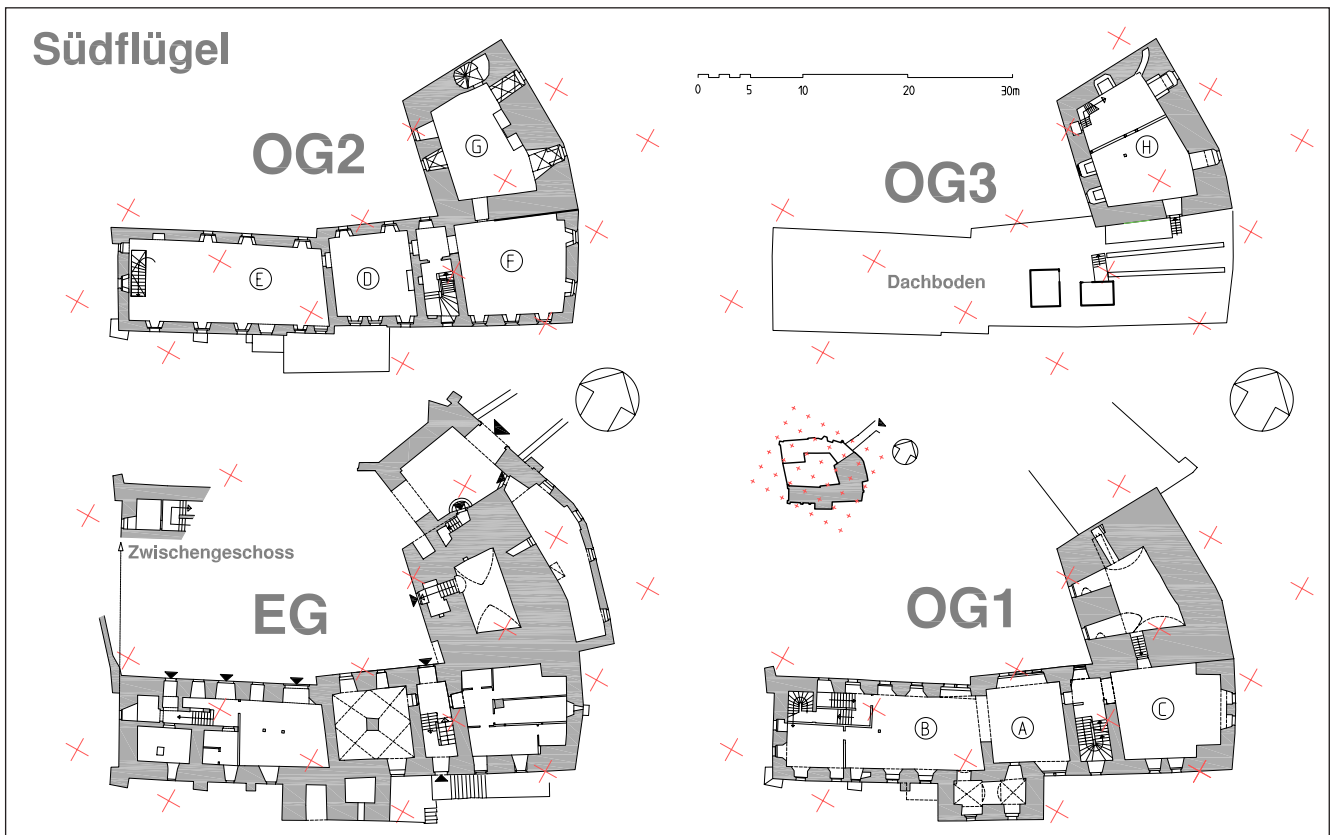 Südflügel
OG2
G
E
D
F
0 5 10 20 30m
OG3
H
Dachboden
Zwischengeschoss
EG
OG1
B
A
C